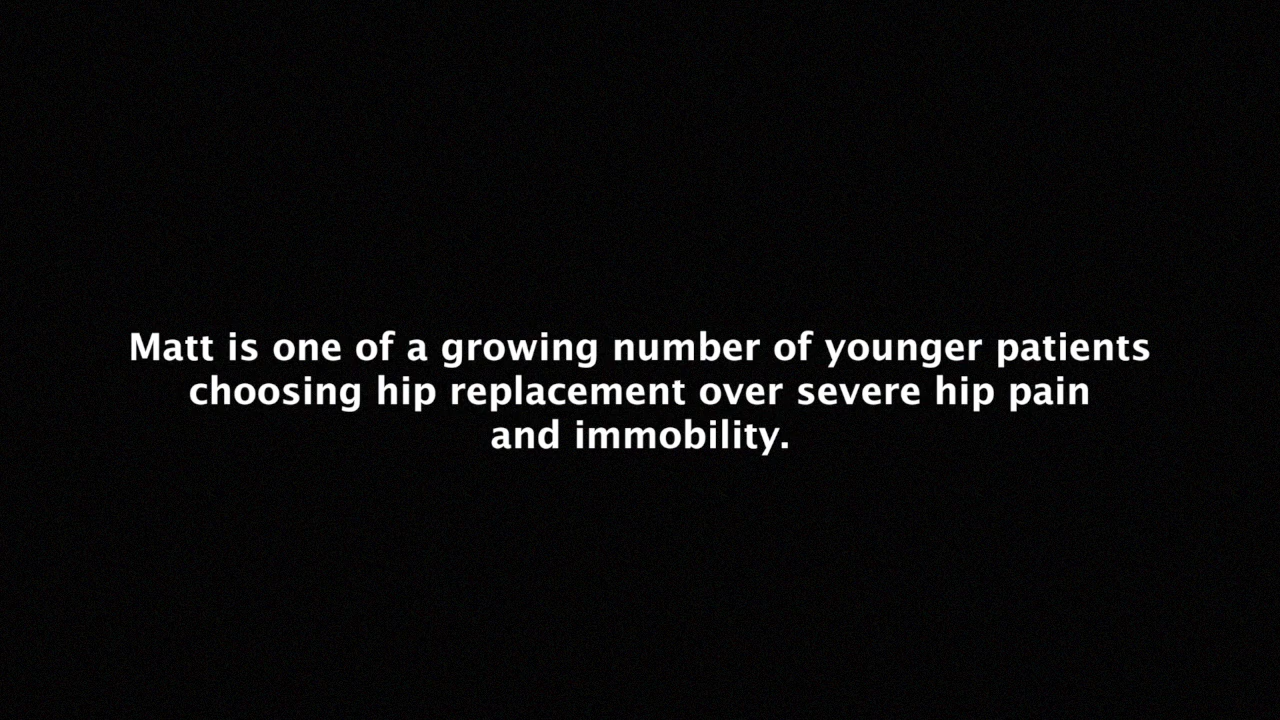 Matt is one of a growing number of younger patients
choosing hip replacement over severe hip pain
and immobility.